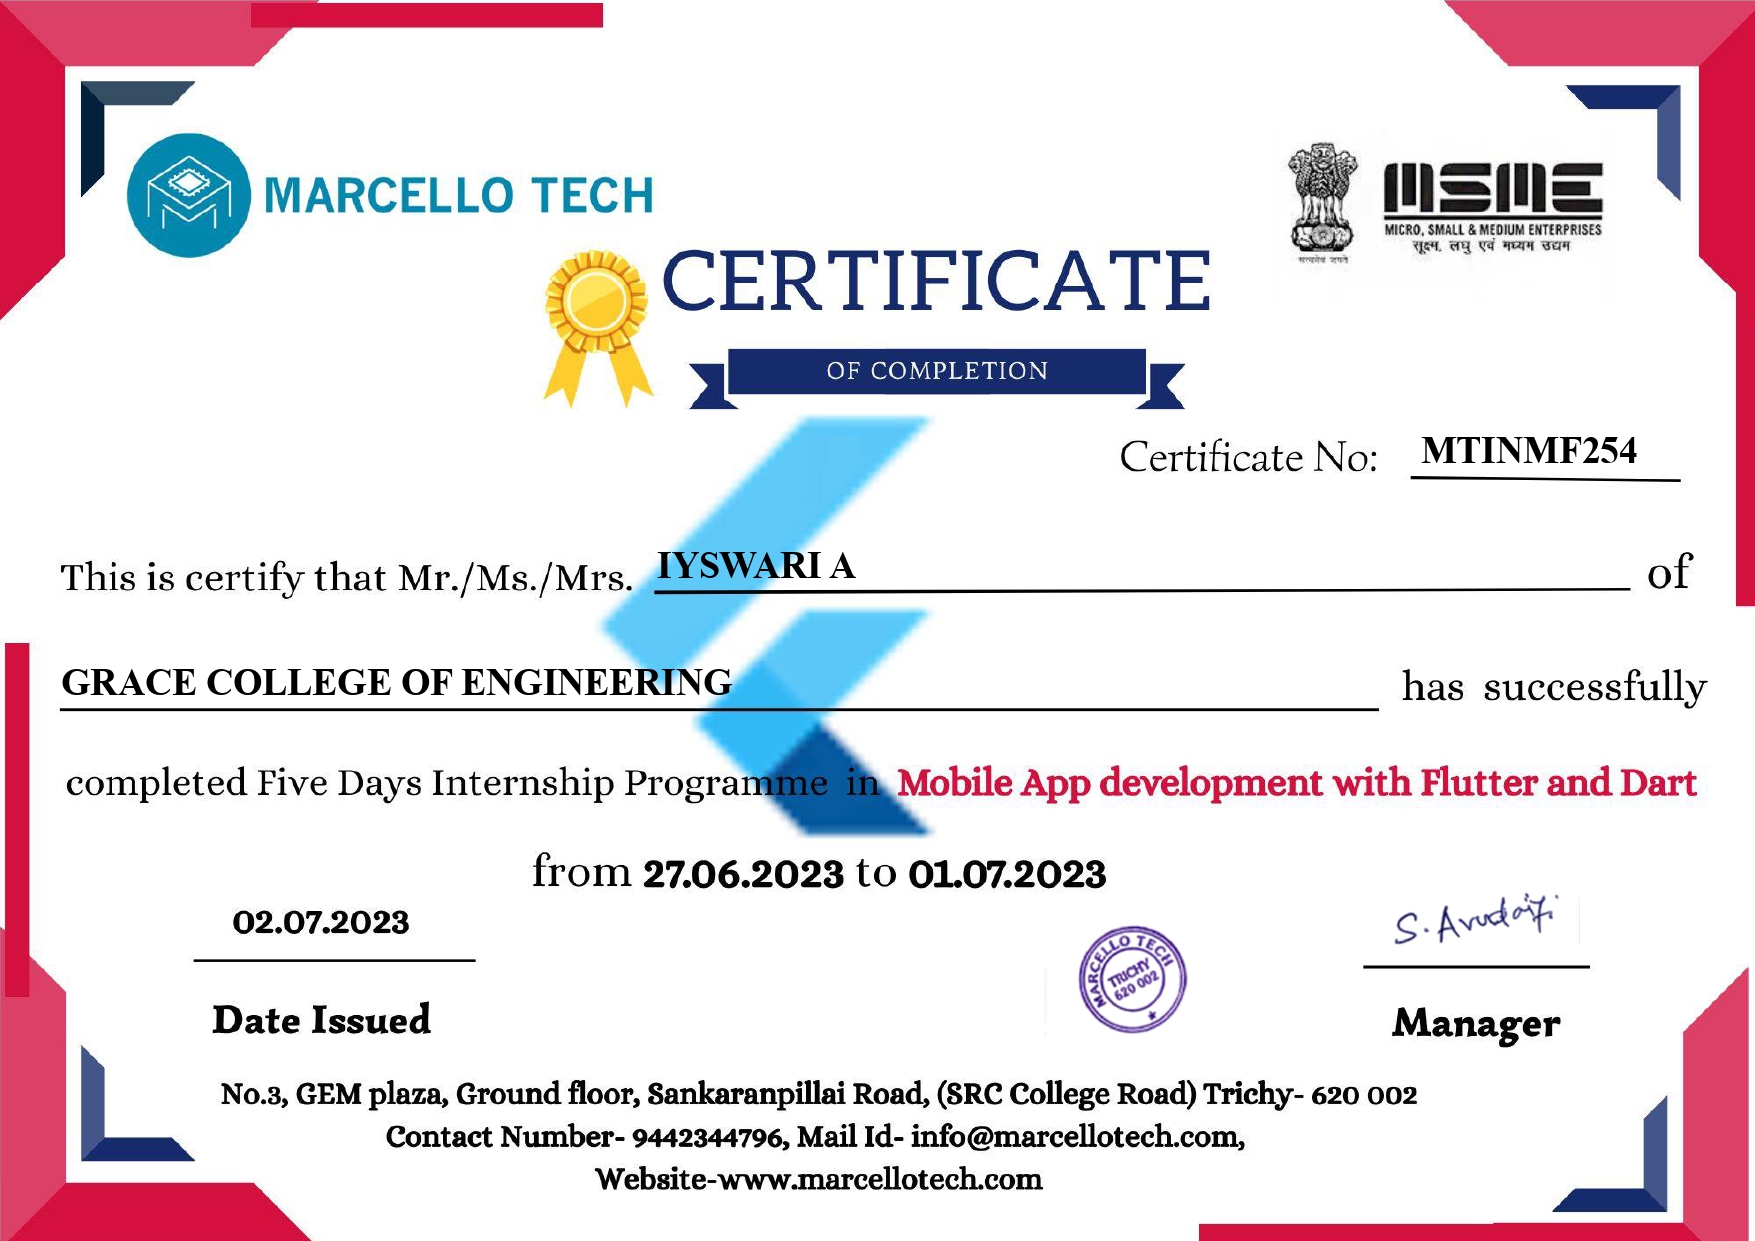 MARCELLO TECH
सत्यमेव जयते
MSME
MICRO, SMALL & MEDIUM ENTERPRISES
सूक्ष्म, लघु एवं मध्यम उद्यम
CERTIFICATE
OF COMPLETION
Certificate No: MTINMF254
This is certify that Mr./Ms./Mrs. IYSWARI A of
GRACE COLLEGE OF ENGINEERING has successfully
completed Five Days Internship Programme in Mobile App development with Flutter and Dart
from 27.06.2023 to 01.07.2023
02.07.2023
Date Issued
MARCELLO TECH
TRICHY
620 002
Manager
No.3, GEM plaza, Ground floor, Sankaranpillai Road, (SRC College Road) Trichy- 620 002
Contact Number- 9442344796, Mail Id- info@marcellotech.com,
Website-www.marcellotech.com